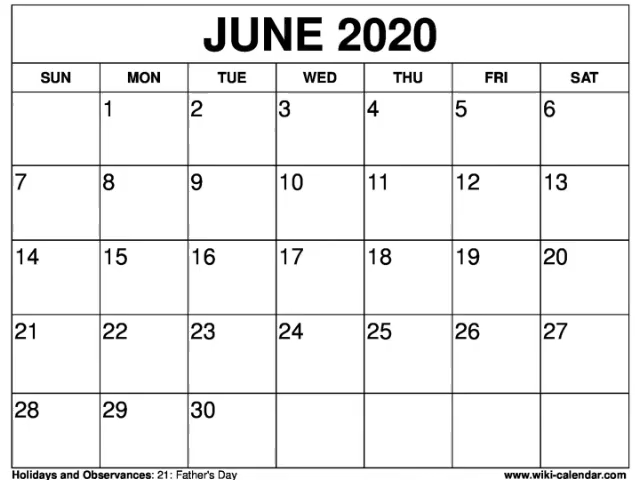 JUNE 2020
SUN MON TUE WED THU FRI SAT
1 2 3 4 5 6
7 8 9 10 11 12 13
14 15 16 17 18 19 20
21 22 23 24 25 26 27
28 29 30
Holidays and Observances: 21: Father's Day www.wiki-calendar.com